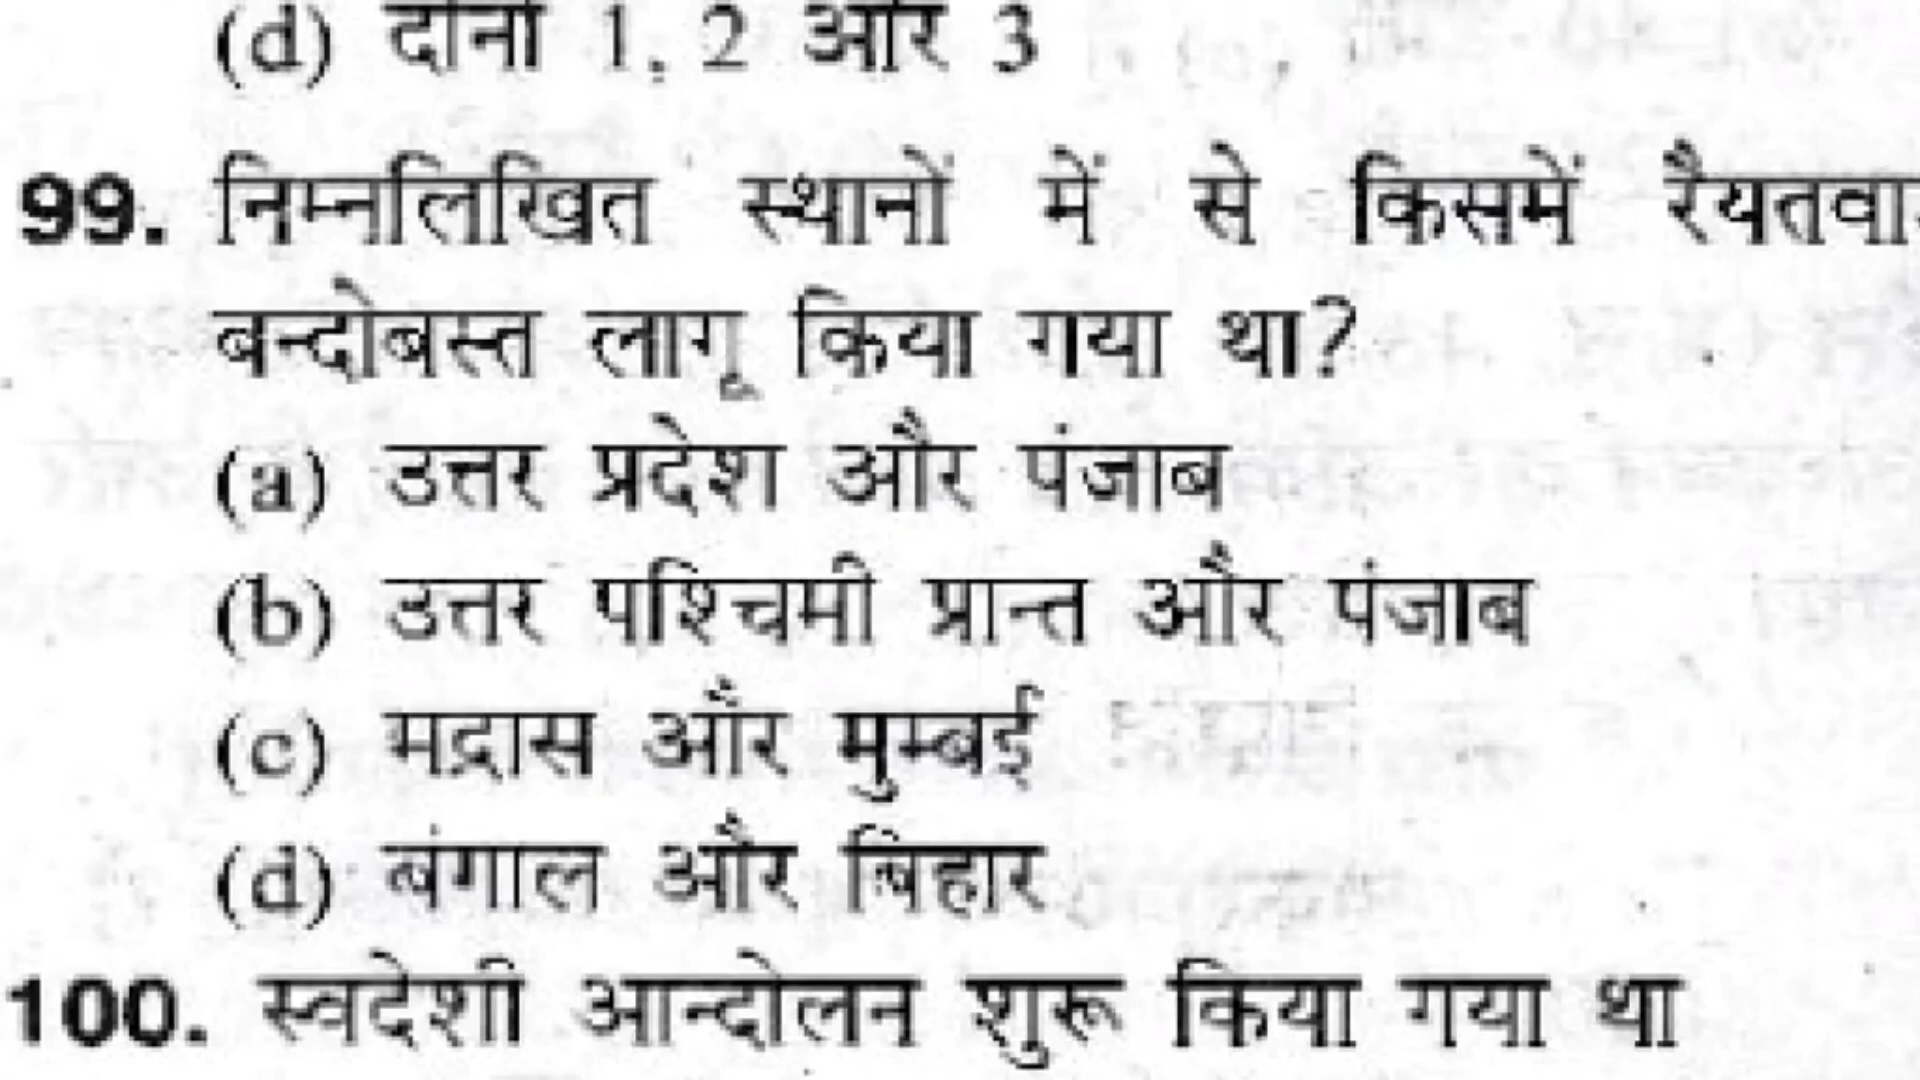 (d) दोनों 1, 2 और 3
99. निम्नलिखित स्थानों में से किसमें
बन्दोबस्त लागू किया गया था?
(a) उत्तर प्रदेश और पंजाब
(b) उत्तर पश्चिमी प्रान्त और पंजाब
(c) मद्रास और मुम्बई
(d) बंगाल और बिहार
100. स्वदेशी आन्दोलन शुरू किया गया था